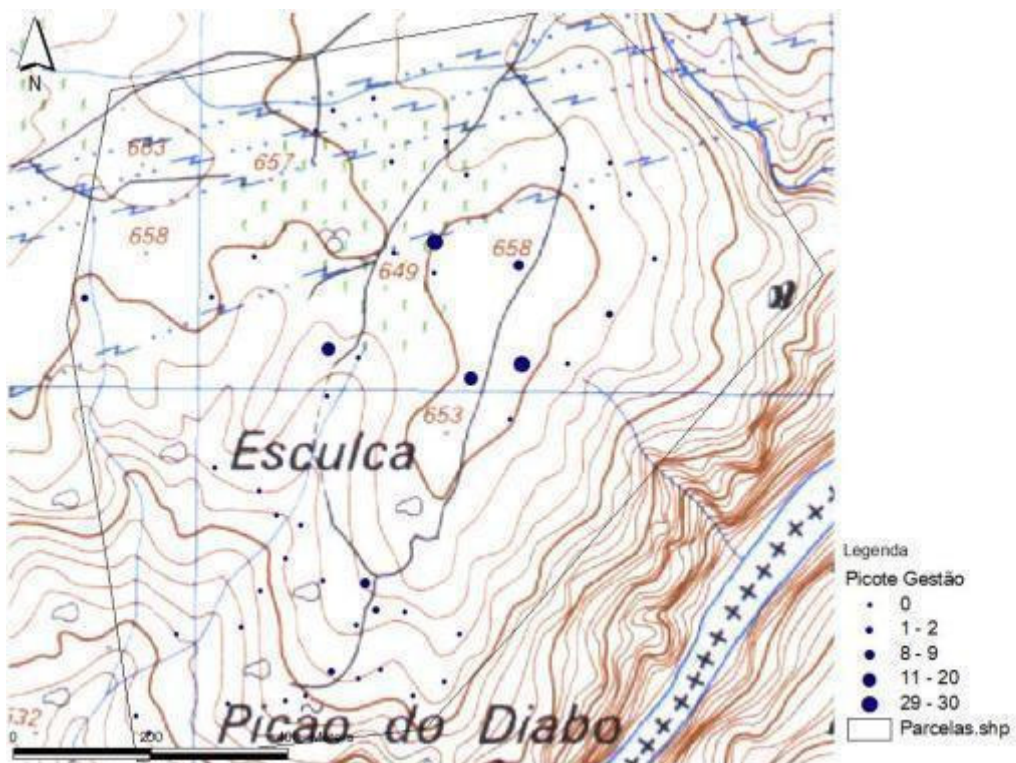 N
663
657
658
658
649
653
Esculca
Picão do Diabo
632
200
Legenda
Picote Gestão
0
1 - 2
8 - 9
11 - 20
29 - 30
Parcelas.shp